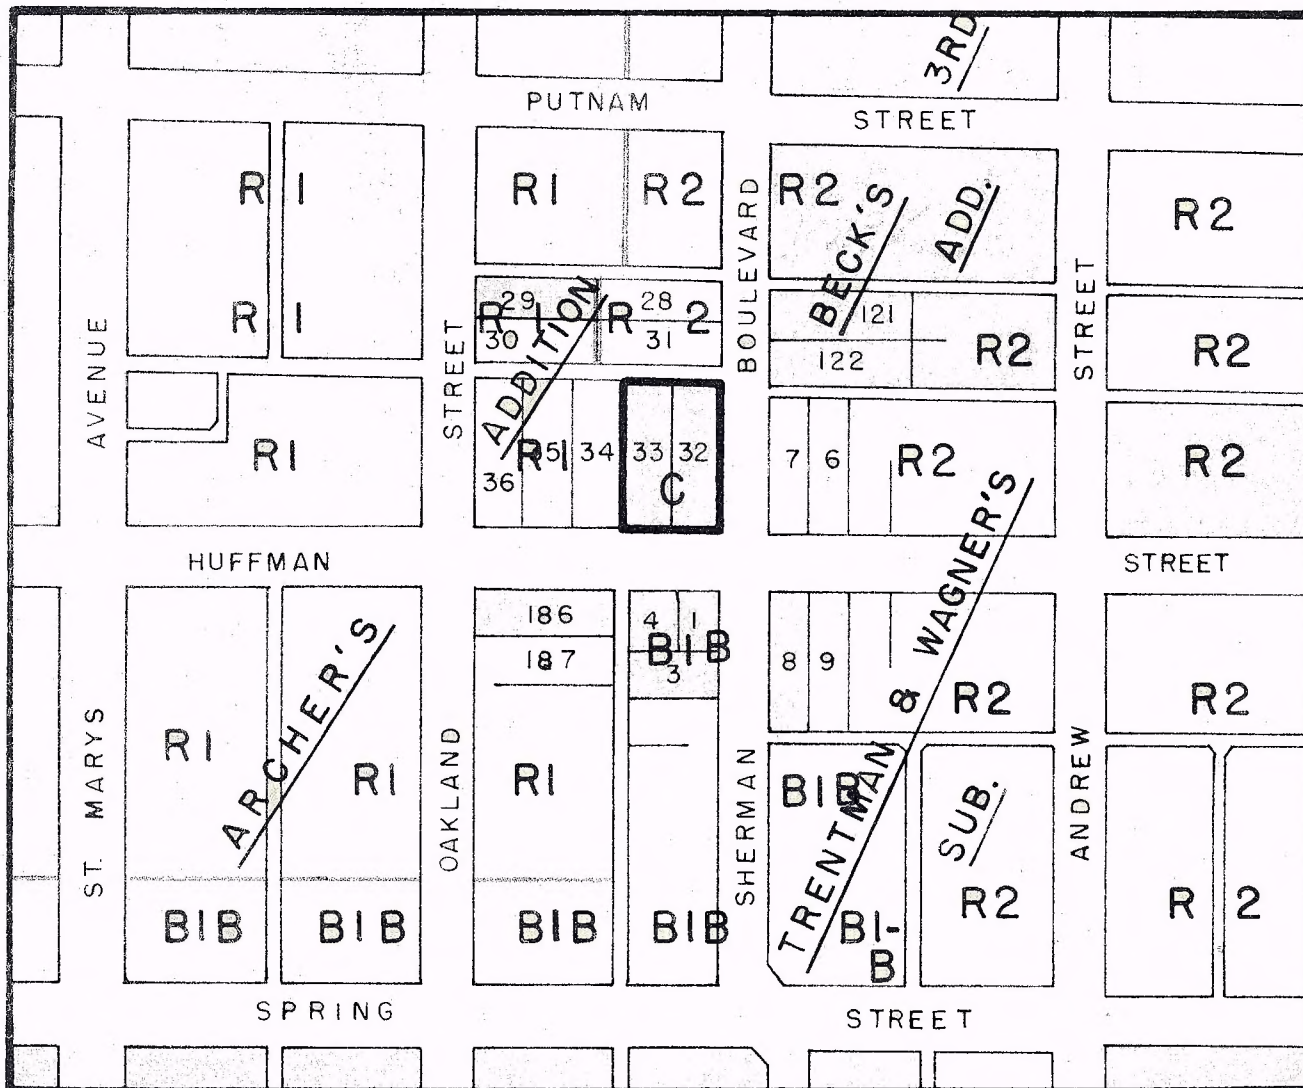 3RD
PUTNAM
STREET
R1
R1
R2
R2
BECK'S
ADD.
R2
BOULEVARD
R1
29
R1
30
28
R2
31
121
122
R2
R2
AVENUE
STREET
STREET
ADDITION
R1
36
35
R1
34
33
32
C
7
6
R2
R2
HUFFMAN
STREET
186
187
4
1
B1B
3
8
9
R2
R2
TRENTMAN & WAGNER'S
SUB.
ARCHER'S
R1
R1
R1
B1B
ST. MARYS
OAKLAND
SHERMAN
ANDREW
B1B
B1B
B1B
B1B
B1-
B
R2
R2
SPRING
STREET